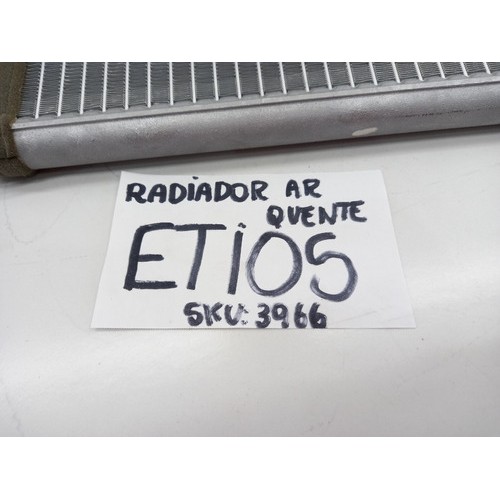 RADIADOR AR
QUENTE
ETIOS
SKU: 3966